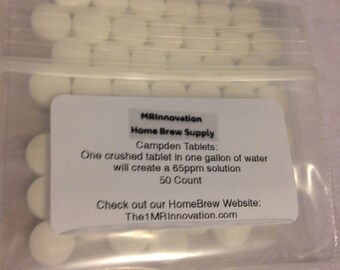 MRInnovation
Home Brew Supply
Campden Tablets:
One crushed tablet in one gallon of water
will create a 65ppm solution
50 Count
Check out our HomeBrew Website:
The1MRInnovation.com